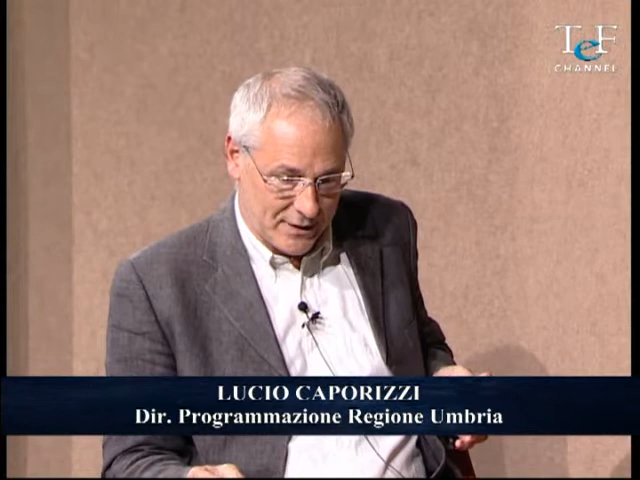 TeF
CHANNEL
LUCIO CAPORIZZI
Dir. Programmazione Regione Umbria